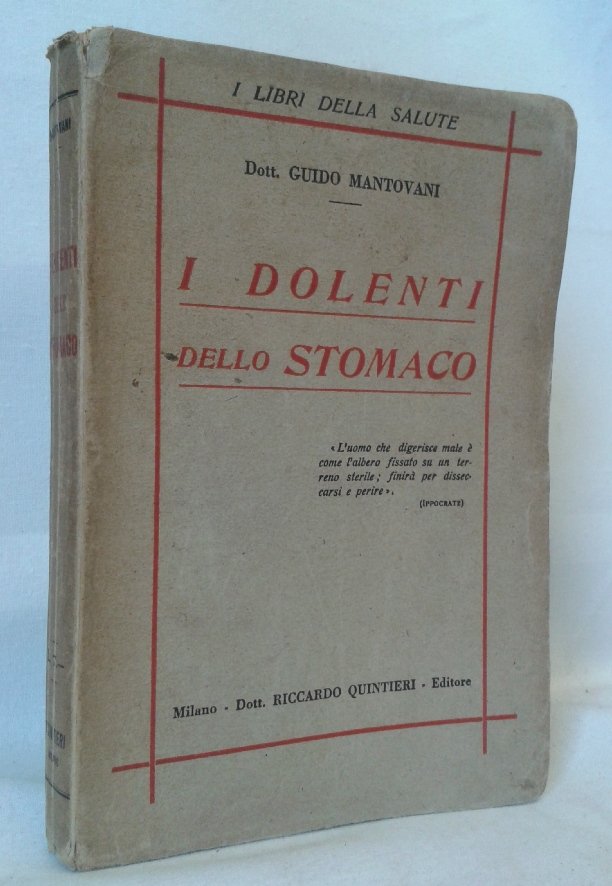 I LIBRI DELLA SALUTE
Dott. GUIDO MANTOVANI
I DOLENTI
DELLO STOMACO
«L'uomo che digerisce male è
come l'albero fissato su un ter-
reno sterile; finirà per dissec-
carsi e perire».
(IPPOCRATE)
Milano - Dott. RICCARDO QUINTIERI - Editore